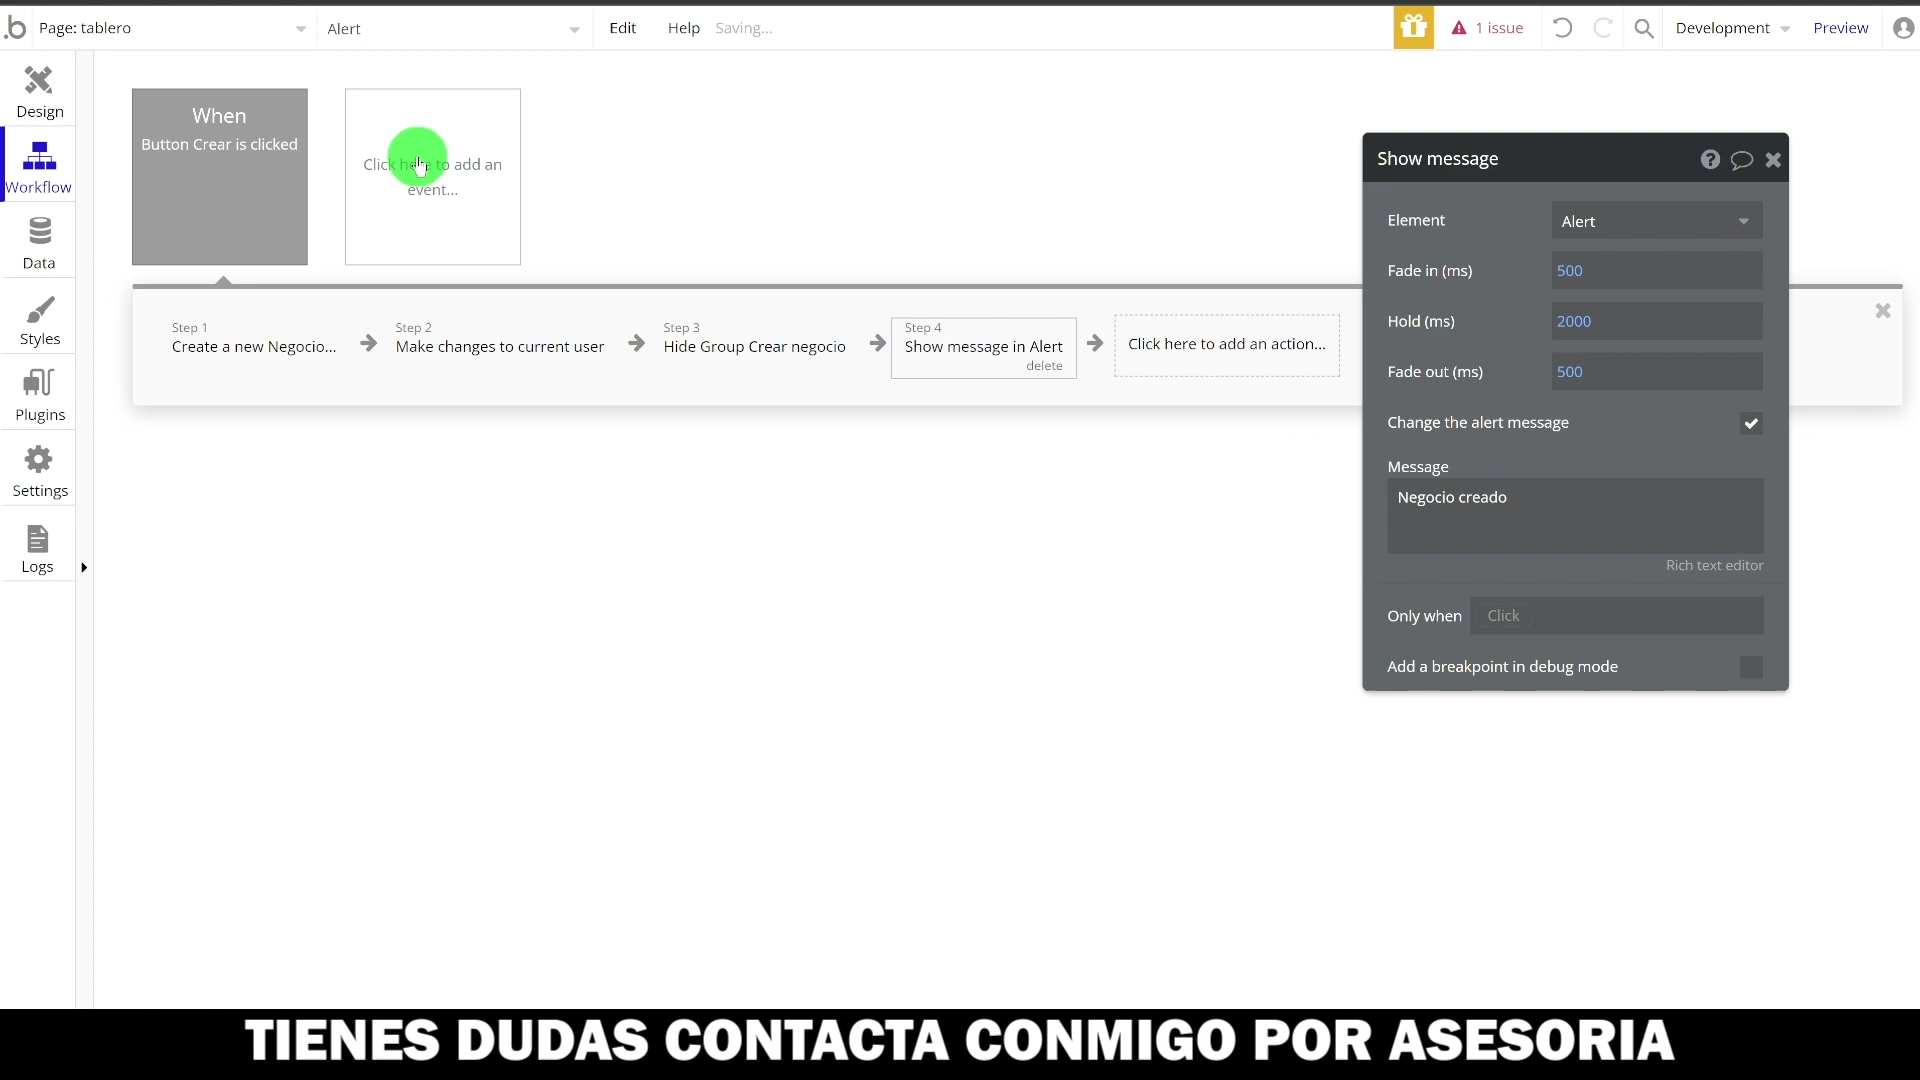 .b Page: tablero
Alert
Edit
Help
Saving...
1 issue
Development
Preview
Design
Workflow
Data
Styles
Plugins
Settings
Logs
When
Button Crear is clicked
Click here to add an
event...
Step 1
Create a new Negocio...
Step 2
Make changes to current user
Step 3
Hide Group Crear negocio
Step 4
Show message in Alert
delete
Click here to add an action...
Show message
Element
Alert
Fade in (ms)
500
Hold (ms)
2000
Fade out (ms)
500
Change the alert message
Message
Negocio creado
Rich text editor
Only when
Click
Add a breakpoint in debug mode
TIENES DUDAS CONTACTA CONMIGO POR ASESORIA